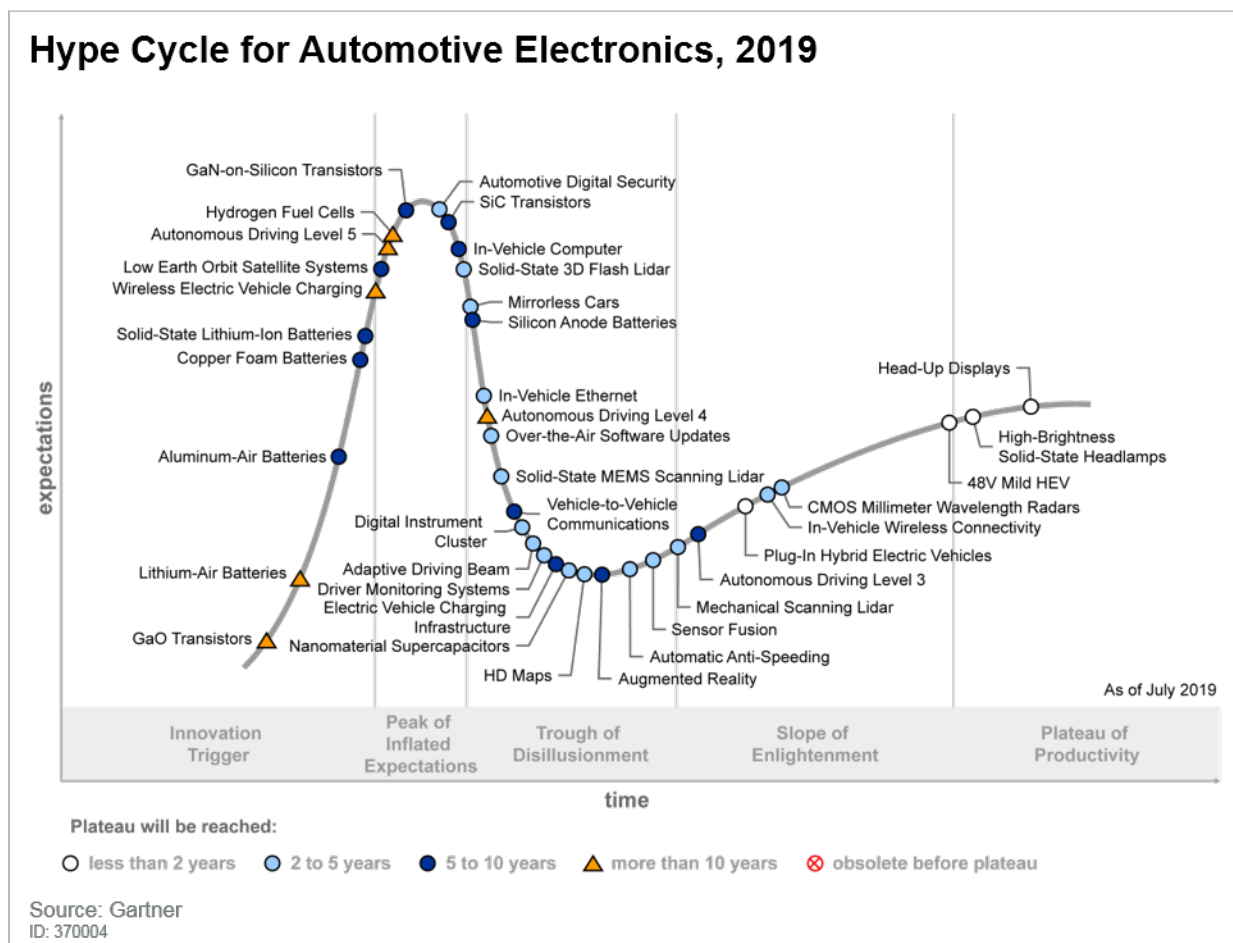 Hype Cycle for Automotive Electronics, 2019
expectations
GaN-on-Silicon Transistors
Hydrogen Fuel Cells
Autonomous Driving Level 5
Low Earth Orbit Satellite Systems
Wireless Electric Vehicle Charging
Solid-State Lithium-Ion Batteries
Copper Foam Batteries
Aluminum-Air Batteries
Lithium-Air Batteries
GaO Transistors
Automotive Digital Security
SiC Transistors
In-Vehicle Computer
Solid-State 3D Flash Lidar
Mirrorless Cars
Silicon Anode Batteries
In-Vehicle Ethernet
Autonomous Driving Level 4
Over-the-Air Software Updates
Solid-State MEMS Scanning Lidar
Vehicle-to-Vehicle
Communications
Digital Instrument
Cluster
Adaptive Driving Beam
Driver Monitoring Systems
Electric Vehicle Charging
Infrastructure
Nanomaterial Supercapacitors
HD Maps
Augmented Reality
Automatic Anti-Speeding
Sensor Fusion
Mechanical Scanning Lidar
Autonomous Driving Level 3
Plug-In Hybrid Electric Vehicles
In-Vehicle Wireless Connectivity
CMOS Millimeter Wavelength Radars
48V Mild HEV
High-Brightness
Solid-State Headlamps
Head-Up Displays
As of July 2019
Innovation
Trigger
Peak of
Inflated
Expectations
Trough of
Disillusionment
Slope of
Enlightenment
Plateau of
Productivity
time
Plateau will be reached:
less than 2 years
2 to 5 years
5 to 10 years
more than 10 years
obsolete before plateau
Source: Gartner
ID: 370004